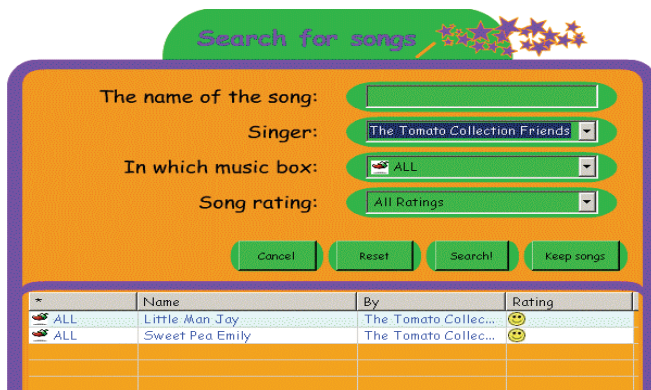 Search for songs
The name of the song:
Singer: The Tomato Collection Friends
In which music box: ALL
Song rating: All Ratings
Cancel Reset Search! Keep songs
* Name By Rating
ALL Little Man Jay The Tomato Collec...
ALL Sweet Pea Emily The Tomato Collec...